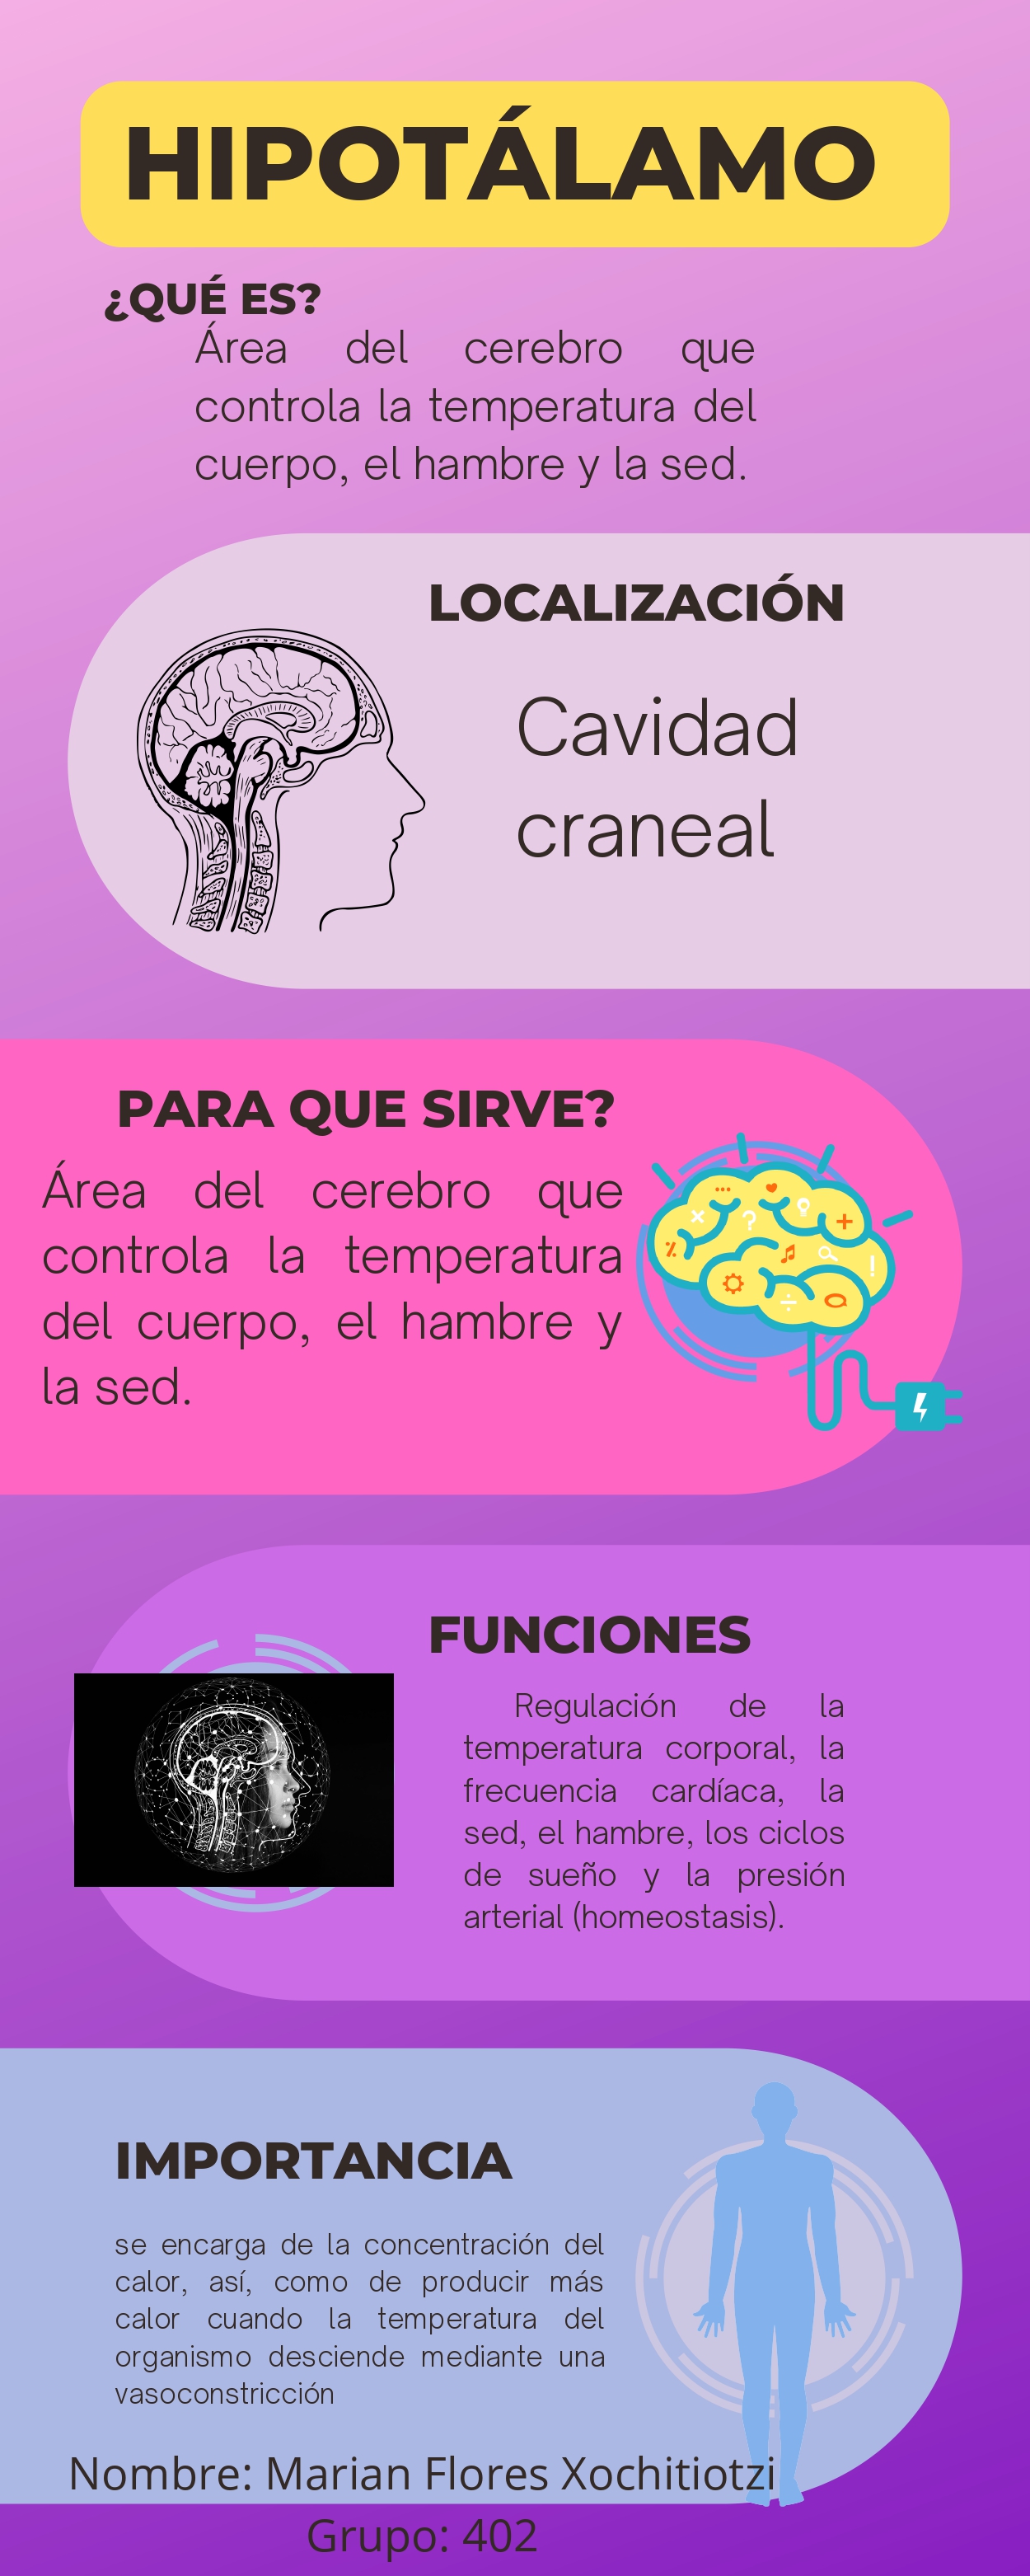 HIPOTÁLAMO
¿QUÉ ES?
Área del cerebro que
controla la temperatura del
cuerpo, el hambre y la sed.
LOCALIZACIÓN
Cavidad
craneal
PARA QUE SIRVE?
Área del cerebro que
controla la temperatura
del cuerpo, el hambre y
la sed.
FUNCIONES
Regulación de la
temperatura corporal, la
frecuencia cardíaca, la
sed, el hambre, los ciclos
de sueño y la presión
arterial (homeostasis).
IMPORTANCIA
se encarga de la concentración del
calor, así, como de producir más
calor cuando la temperatura del
organismo desciende mediante una
vasoconstricción
Nombre: Marian Flores Xochitiotzi
Grupo: 402